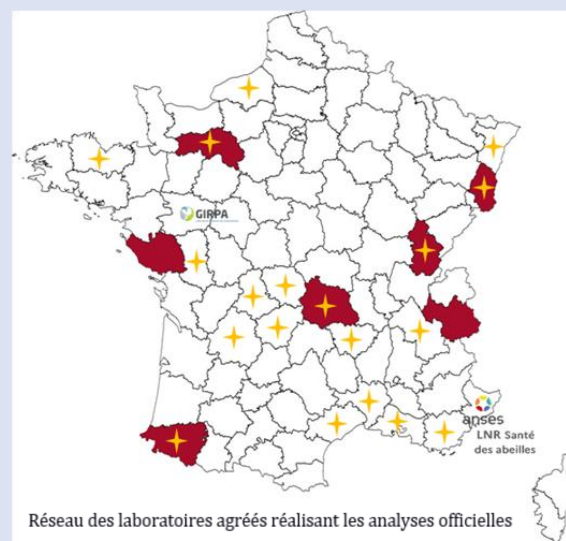 GIRPA
anses
LNR Santé
des abeilles
Réseau des laboratoires agréés réalisant les analyses officielles